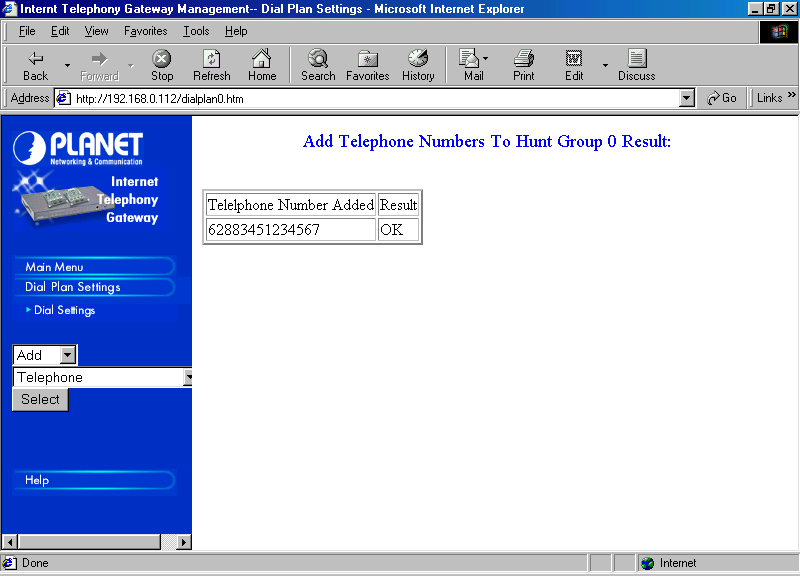 Internt Telephony Gateway Management-- Dial Plan Settings - Microsoft Internet Explorer
File Edit View Favorites Tools Help
Back Forward Stop Refresh Home Search Favorites History Mail Print Edit Discuss
Address http://192.168.0.112/dialplan0.htm Go Links »
PLANET
Networking & Communication
Internet
Telephony
Gateway
Main Menu
Dial Plan Settings
Dial Settings
Add
Telephone
Select
Help
Add Telephone Numbers To Hunt Group 0 Result:
Telelphone Number Added Result
62883451234567 OK
Done Internet